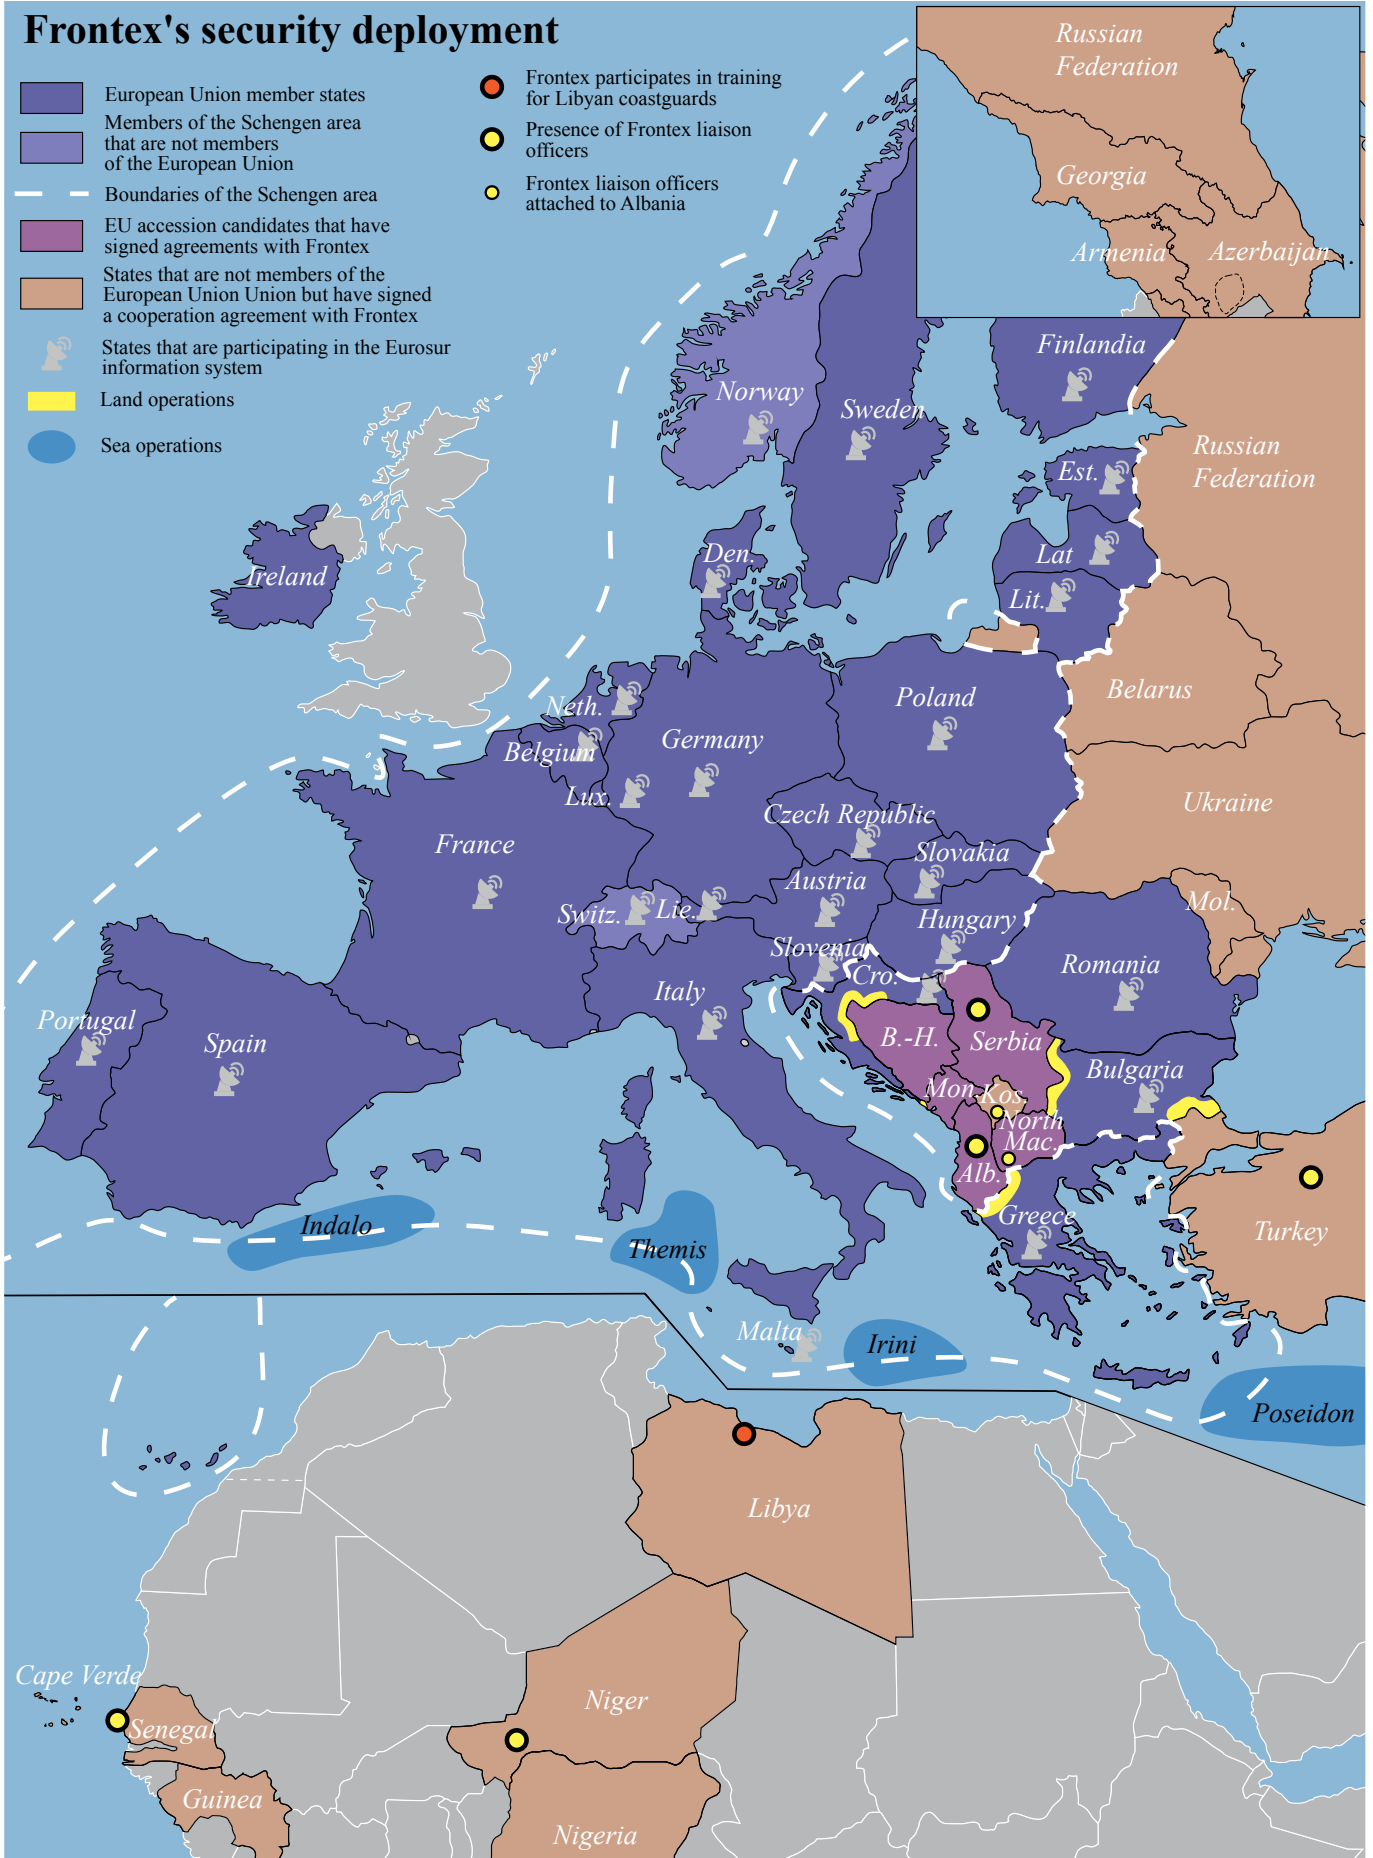 Frontex's security deployment
European Union member states
Members of the Schengen area
that are not members
of the European Union
Boundaries of the Schengen area
EU accession candidates that have
signed agreements with Frontex
States that are not members of the
European Union Union but have signed
a cooperation agreement with Frontex
States that are participating in the Eurosur
information system
Land operations
Sea operations
Frontex participates in training
for Libyan coastguards
Presence of Frontex liaison
officers
Frontex liaison officers
attached to Albania
Russian
Federation
Georgia
Armenia
Azerbaijan
Finlandia
Norway
Sweden
Russian
Federation
Est.
Den.
Lat
Ireland
Lit.
Belarus
Poland
Neth.
Germany
Belgium
Lux.
Ukraine
Czech Republic
France
Slovakia
Austria
Mol.
Switz.
Lie.
Hungary
Slovenia
Cro.
Romania
Italy
Portugal
Spain
B.-H.
Serbia
Bulgaria
Mon.
Kos.
North
Mac.
Alb.
Greece
Turkey
Indalo
Themis
Malta
Irini
Poseidon
Libya
Cape Verde
Niger
Senegal
Guinea
Nigeria